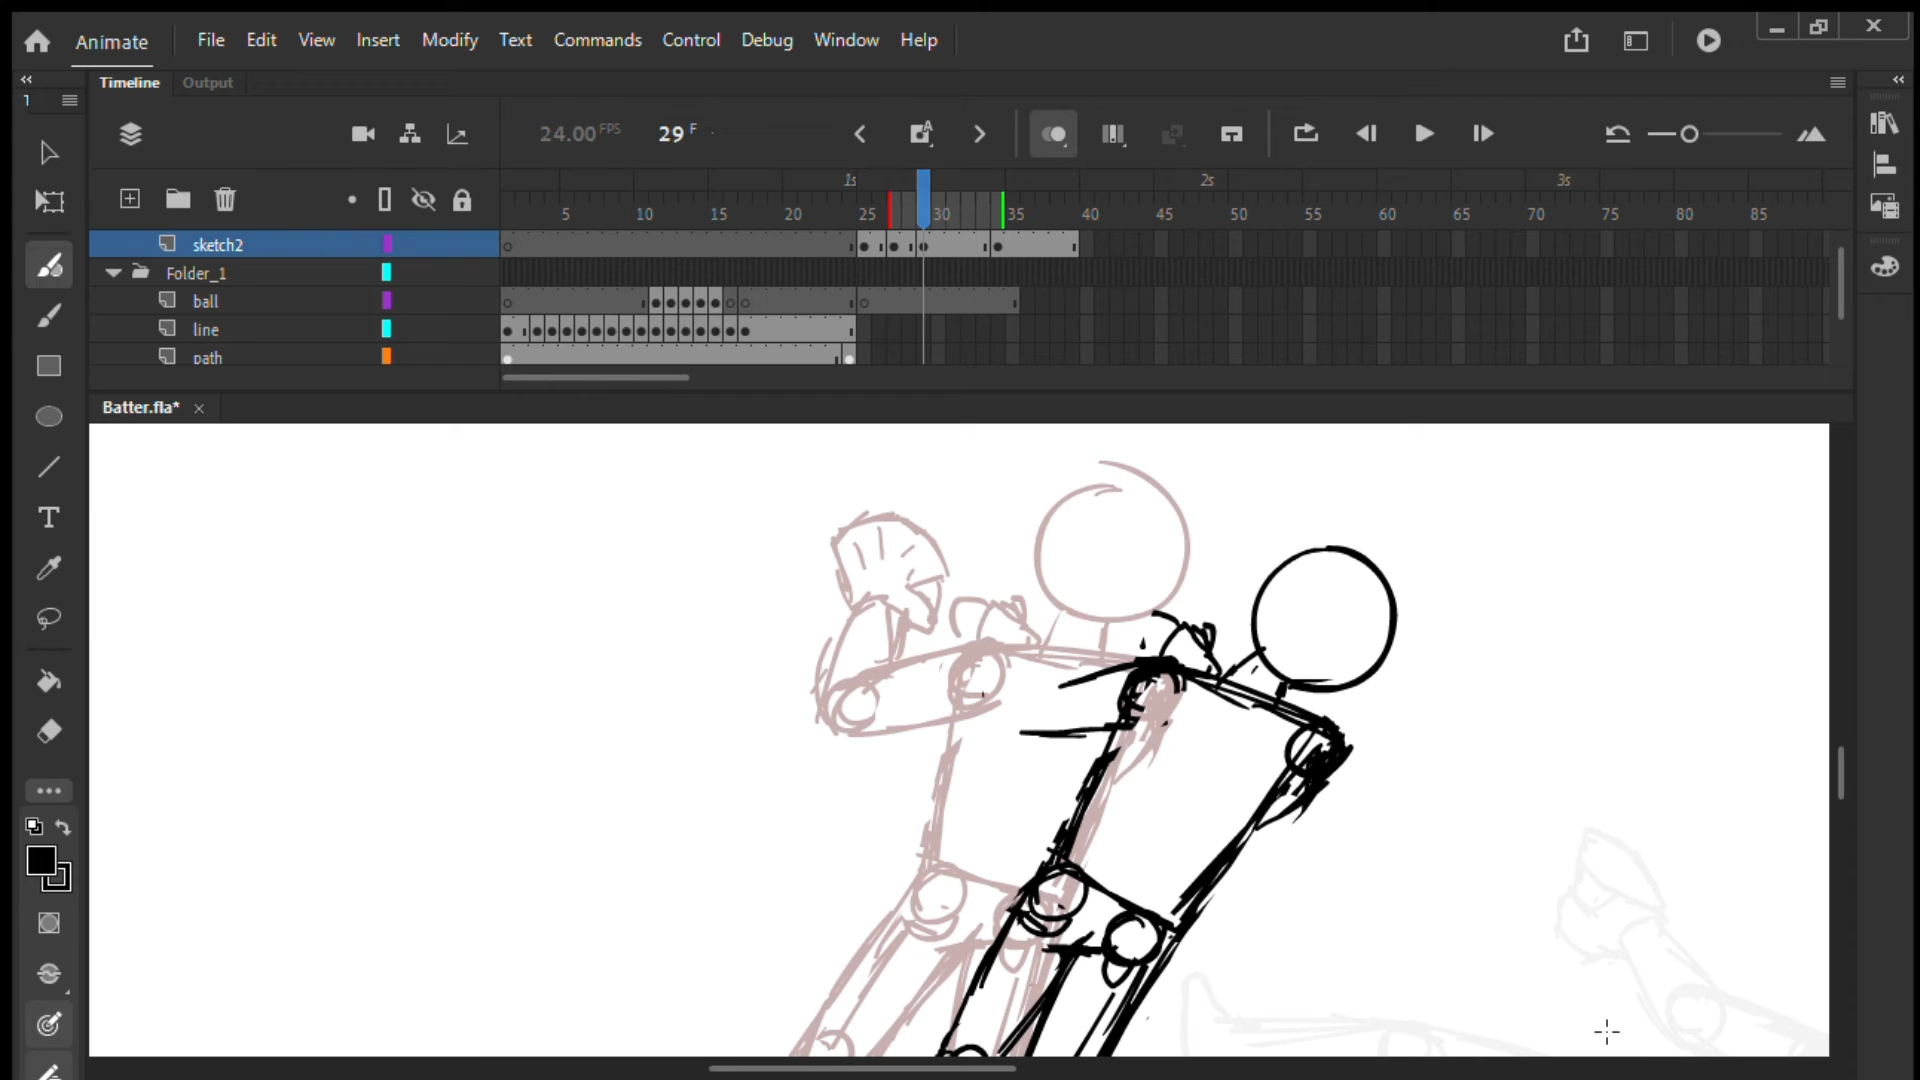 Animate File Edit View Insert Modify Text Commands Control Debug Window Help
Timeline Output
24.00 FPS 29 F
1s 2s 3s
5 10 15 20 25 30 35 40 45 50 55 60 65 70 75 80 85
sketch2
Folder_1
ball
line
path
Batter.fla*